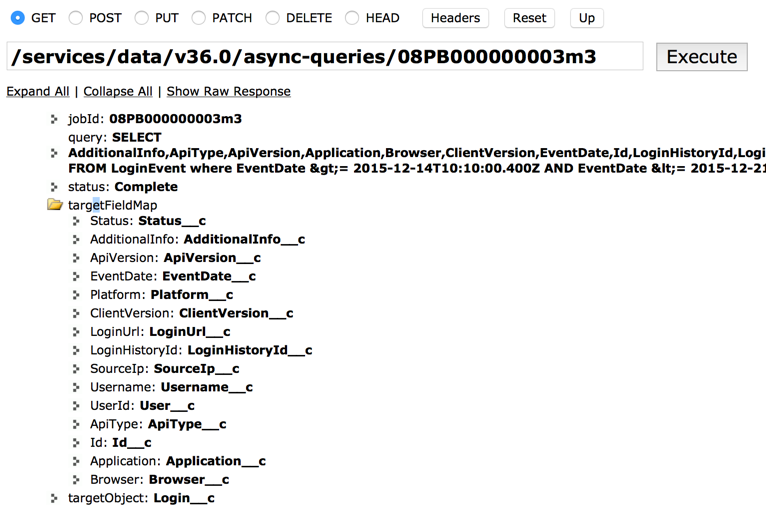 GET POST PUT PATCH DELETE HEAD Headers Reset Up
/services/data/v36.0/async-queries/08PB000000003m3 Execute
Expand All | Collapse All | Show Raw Response
jobId: 08PB000000003m3
query: SELECT
AdditionalInfo,ApiType,ApiVersion,Application,Browser,ClientVersion,EventDate,Id,LoginHistoryId,Logi
FROM LoginEvent where EventDate &gt;= 2015-12-14T10:10:00.400Z AND EventDate &lt;= 2015-12-21
status: Complete
targetFieldMap
Status: Status__c
AdditionalInfo: AdditionalInfo__c
ApiVersion: ApiVersion__c
EventDate: EventDate__c
Platform: Platform__c
ClientVersion: ClientVersion__c
LoginUrl: LoginUrl__c
LoginHistoryId: LoginHistoryId__c
SourceIp: SourceIp__c
Username: Username__c
UserId: User__c
ApiType: ApiType__c
Id: Id__c
Application: Application__c
Browser: Browser__c
targetObject: Login__c